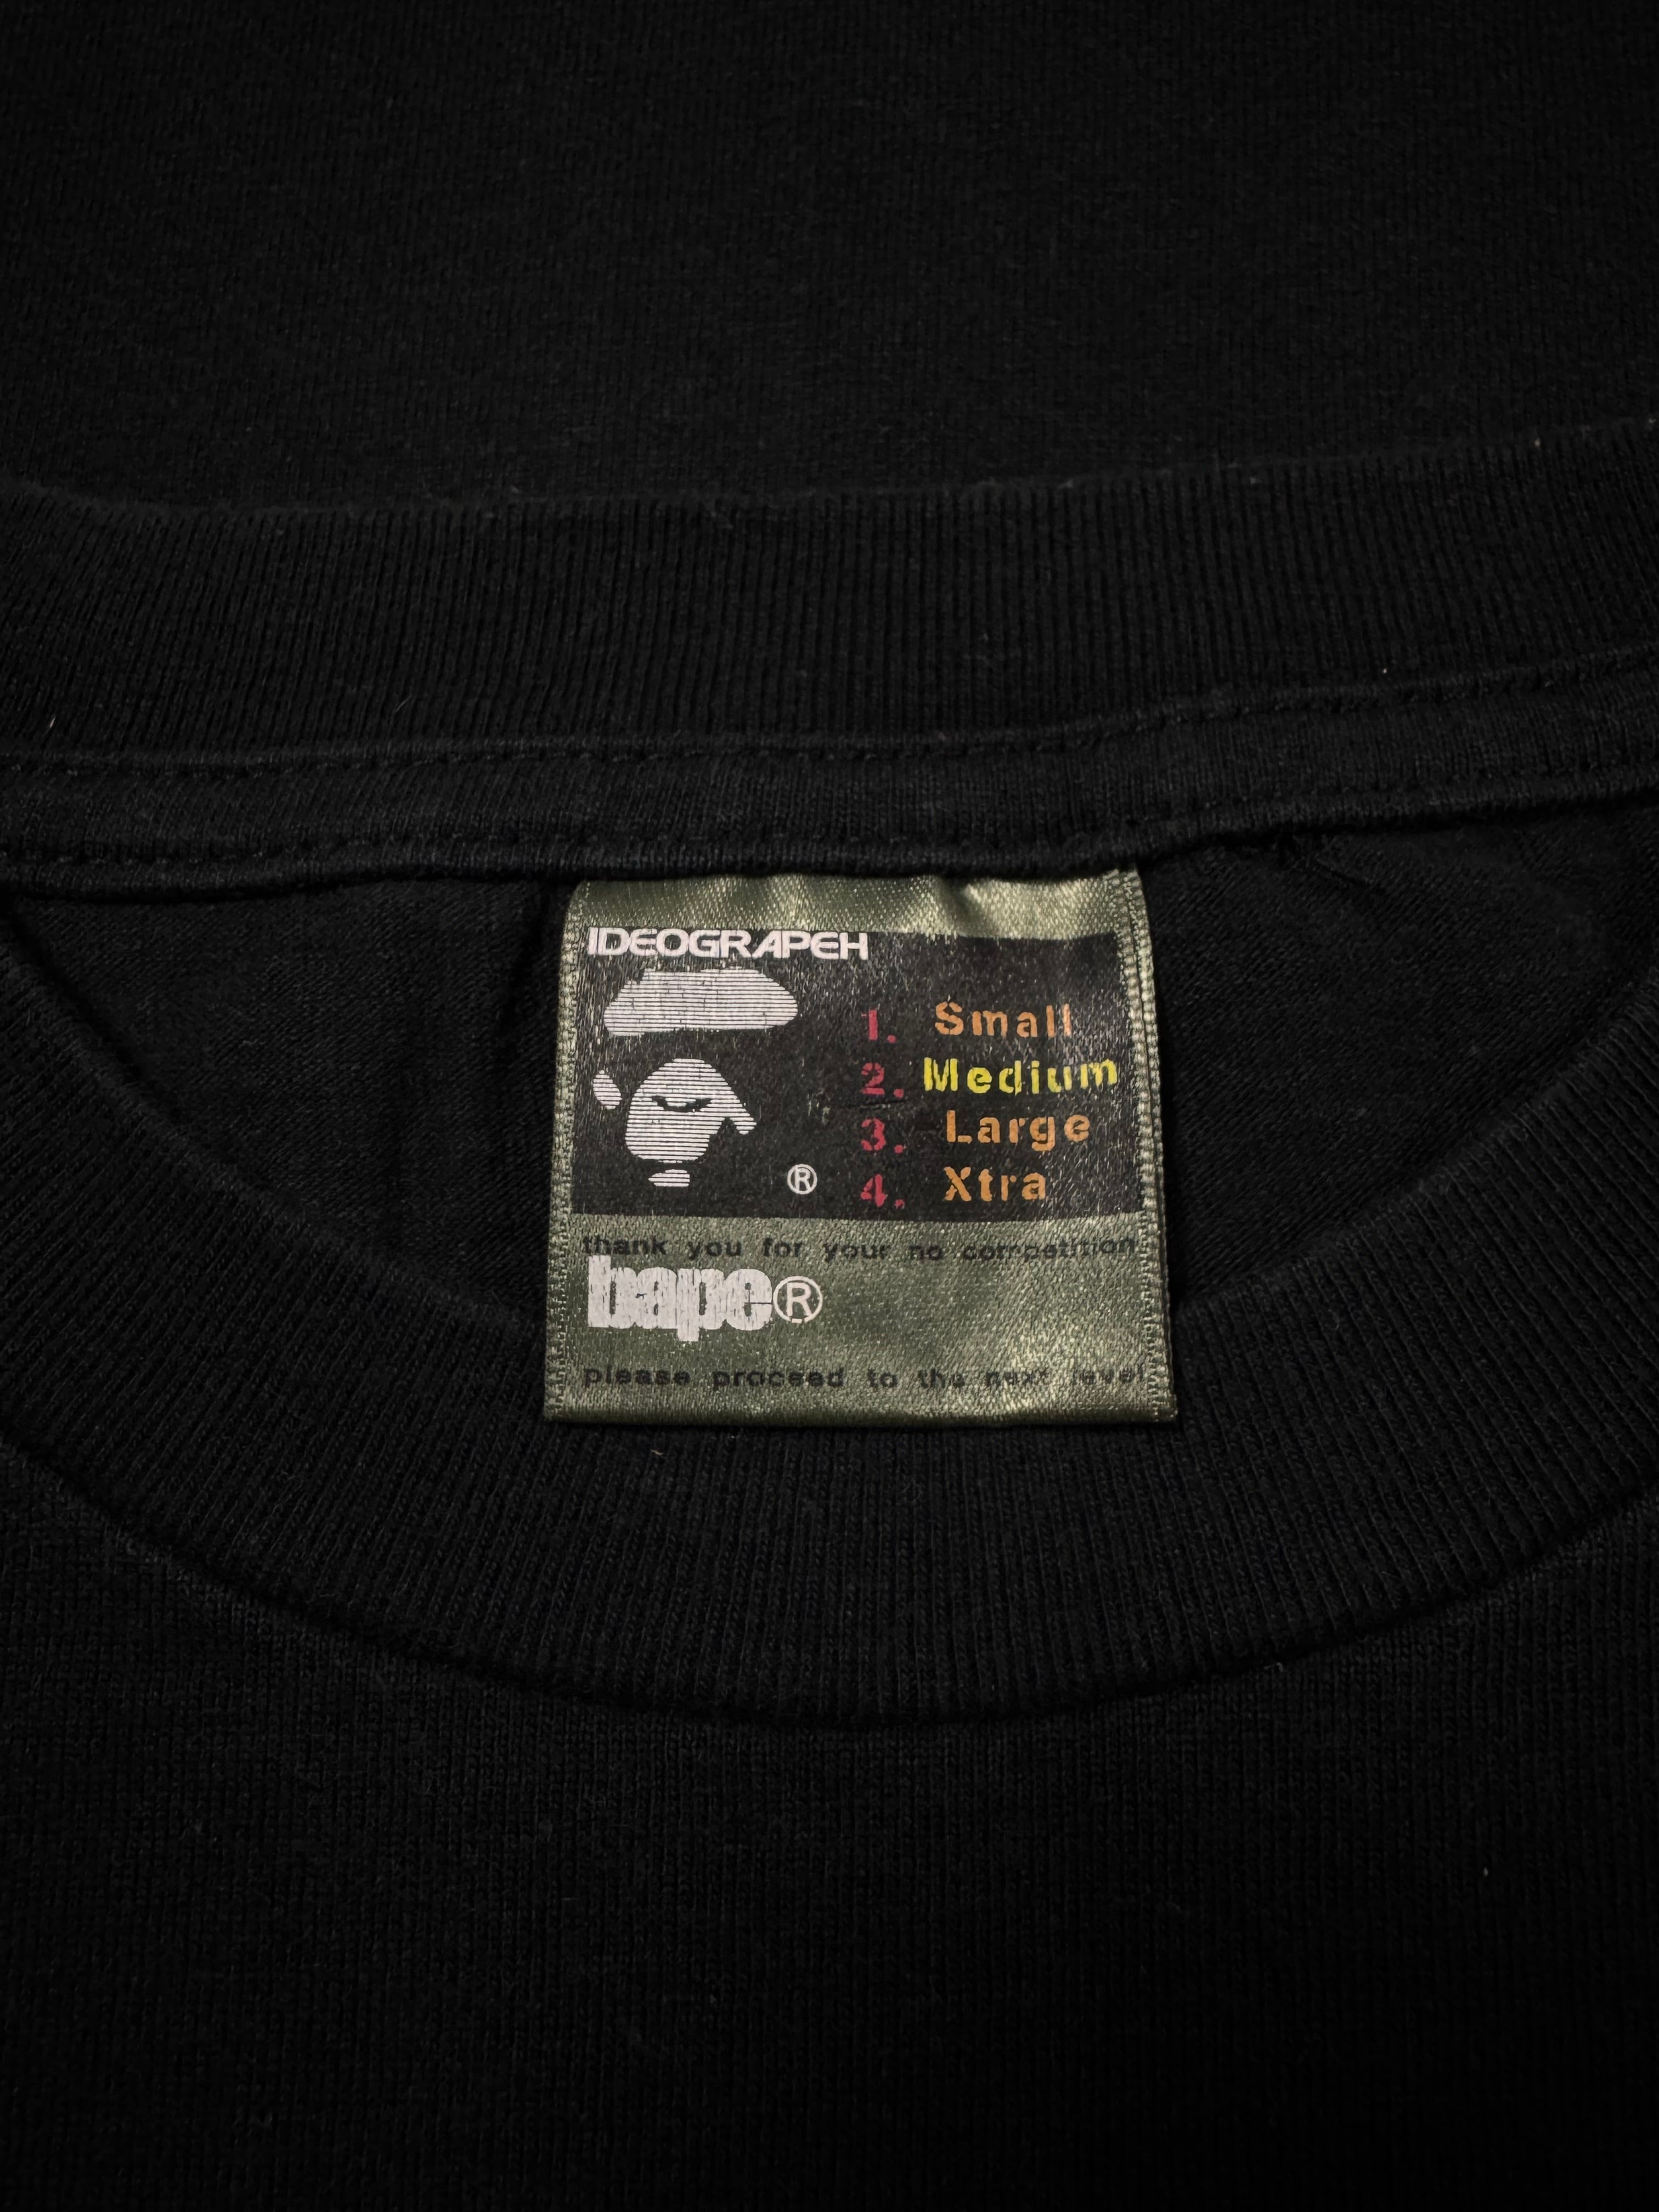 IDEOGRAPEH
1. Small
2. Medium
3. Large
4. Xtra
®
thank you for your no competition
bape®
please proceed to the next level